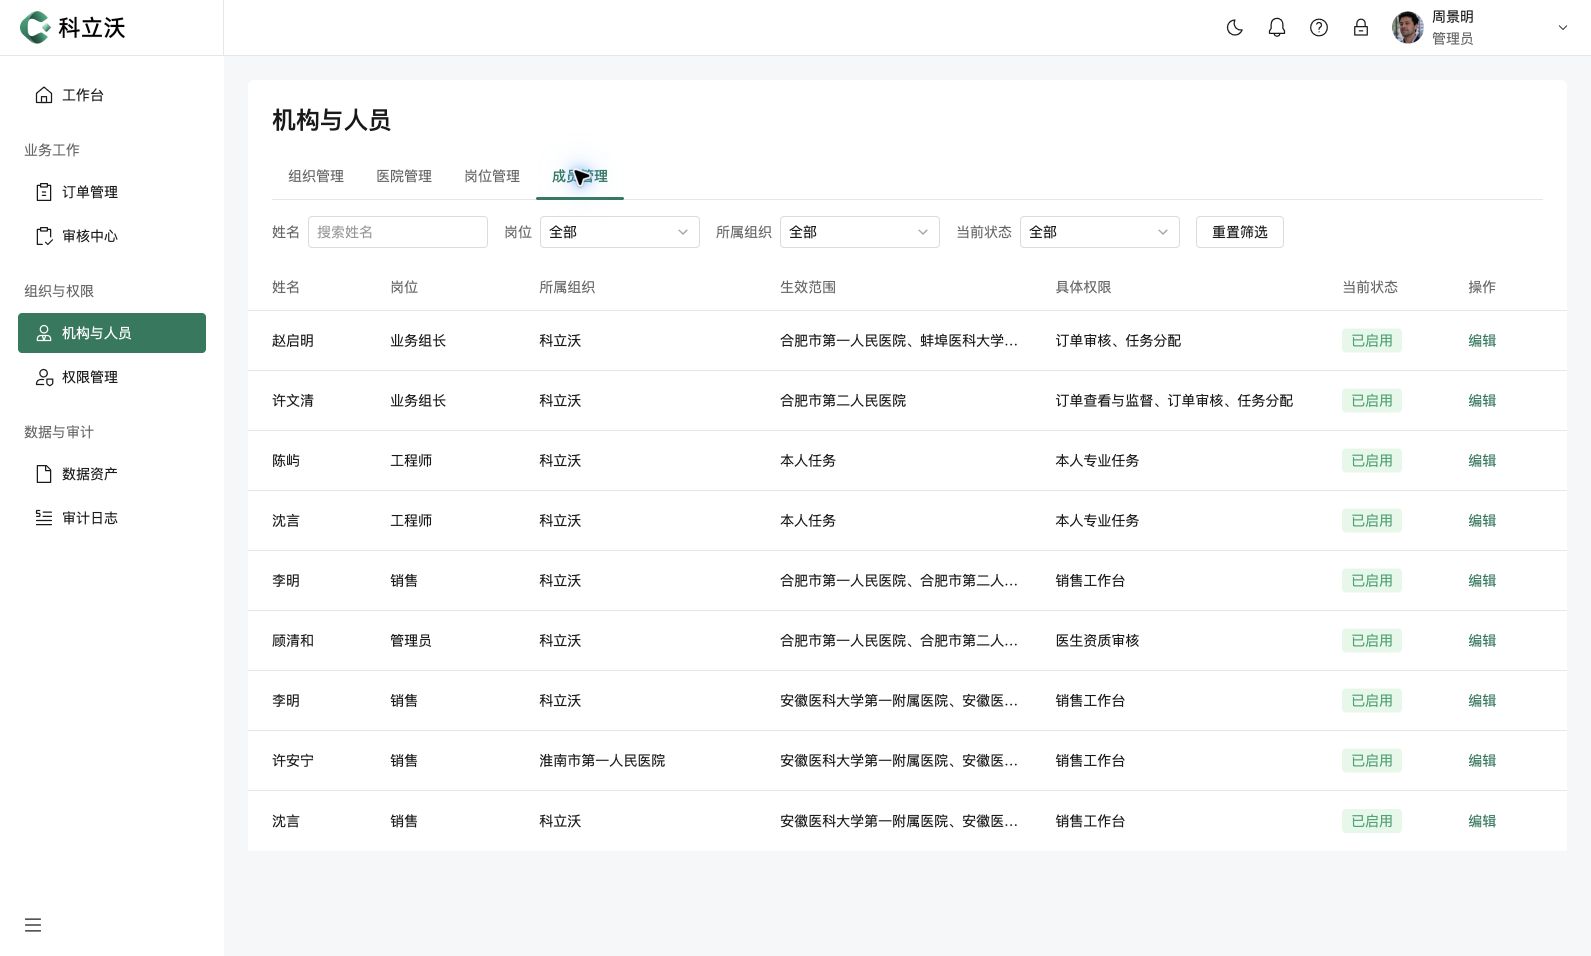 科立沃
周景明
管理员
工作台
业务工作
订单管理
审核中心
组织与权限
机构与人员
权限管理
数据与审计
数据资产
审计日志
机构与人员
组织管理 医院管理 岗位管理 成员管理
姓名 搜索姓名 岗位 全部 所属组织 全部 当前状态 全部 重置筛选
姓名 岗位 所属组织 生效范围 具体权限 当前状态 操作
赵启明 业务组长 科立沃 合肥市第一人民医院、蚌埠医科大学... 订单审核、任务分配 已启用 编辑
许文清 业务组长 科立沃 合肥市第二人民医院 订单查看与监督、订单审核、任务分配 已启用 编辑
陈屿 工程师 科立沃 本人任务 本人专业任务 已启用 编辑
沈言 工程师 科立沃 本人任务 本人专业任务 已启用 编辑
李明 销售 科立沃 合肥市第一人民医院、合肥市第二人... 销售工作台 已启用 编辑
顾清和 管理员 科立沃 合肥市第一人民医院、合肥市第二人... 医生资质审核 已启用 编辑
李明 销售 科立沃 安徽医科大学第一附属医院、安徽医... 销售工作台 已启用 编辑
许安宁 销售 淮南市第一人民医院 安徽医科大学第一附属医院、安徽医... 销售工作台 已启用 编辑
沈言 销售 科立沃 安徽医科大学第一附属医院、安徽医... 销售工作台 已启用 编辑